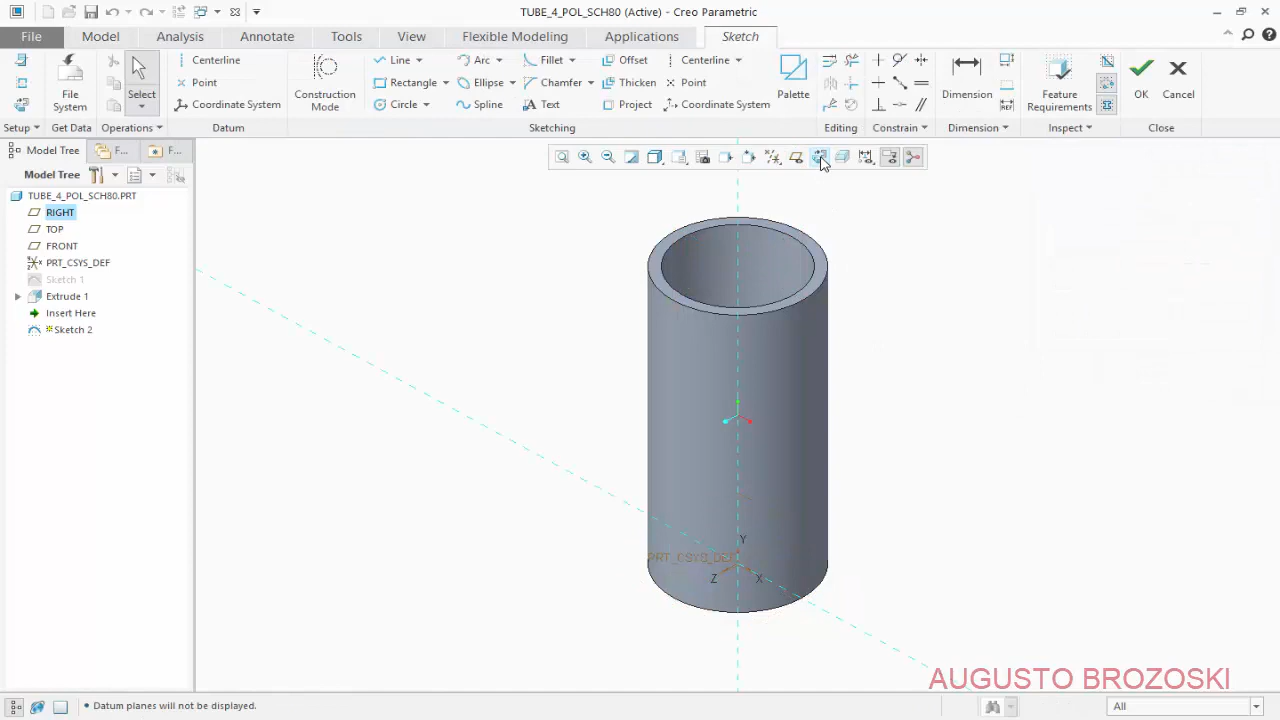 TUBE_4_POL_SCH80 (Active) - Creo Parametric
File Model Analysis Annotate Tools View Flexible Modeling Applications Sketch
Centerline Line Arc Fillet Offset Centerline
Point Rectangle Ellipse Chamfer Thicken Point
Coordinate System Circle Spline Text Project Coordinate System
File System
Select
Construction Mode
Palette
Dimension
Feature Requirements
OK
Cancel
Setup Get Data Operations Datum Sketching Editing Constrain Dimension Inspect Close
Model Tree F... F...
Model Tree
TUBE_4_POL_SCH80.PRT
RIGHT
TOP
FRONT
PRT_CSYS_DEF
Sketch 1
Extrude 1
Insert Here
Sketch 2
Y
PRT_CSYS_DEF
Z X
AUGUSTO BROZOSKI
• Datum planes will not be displayed.
All